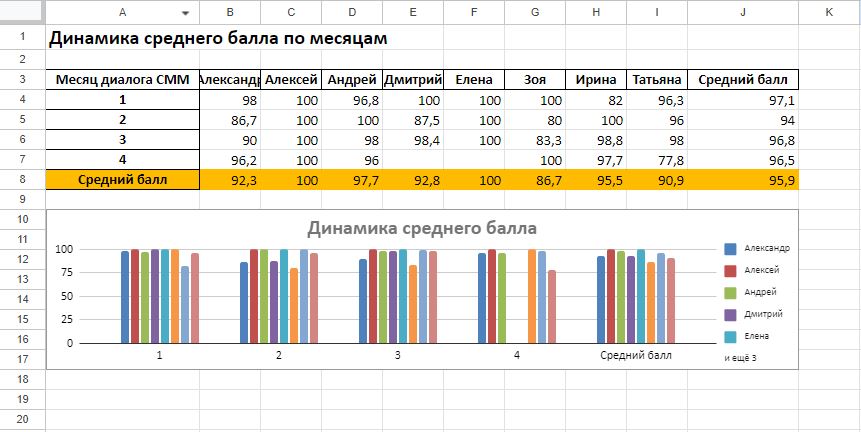 A B C D E F G H I J K
1 Динамика среднего балла по месяцам
2
3 Месяц диалога СММ Александр Алексей Андрей Дмитрий Елена Зоя Ирина Татьяна Средний балл
4 1 98 100 96,8 100 100 100 82 96,3 97,1
5 2 86,7 100 100 87,5 100 80 100 96 94
6 3 90 100 98 98,4 100 83,3 98,8 98 96,8
7 4 96,2 100 96 100 97,7 77,8 96,5
8 Средний балл 92,3 100 97,7 92,8 100 86,7 95,5 90,9 95,9
9
10 Динамика среднего балла
11 100 Александр
12 75 Алексей
13 50 Андрей
14 25 Дмитрий
15 0 Елена
16 1 2 3 4 Средний балл и ещё 3
17
18
19
20